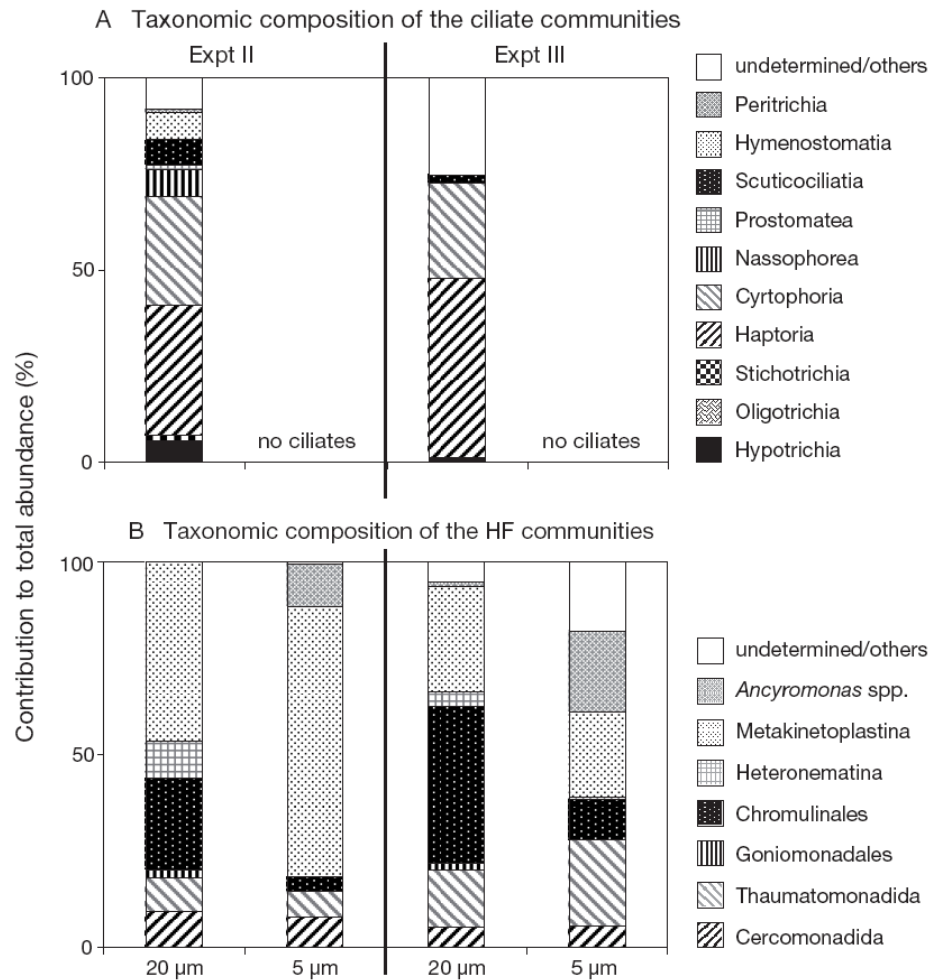 A Taxonomic composition of the ciliate communities
Expt II
Expt III
100
50
0
no ciliates
no ciliates
undetermined/others
Peritrichia
Hymenostomatia
Scuticociliatia
Prostomatea
Nassophorea
Cyrtophoria
Haptoria
Stichotrichia
Oligotrichia
Hypotrichia
Contribution to total abundance (%)
B Taxonomic composition of the HF communities
100
50
0
20 µm
5 µm
20 µm
5 µm
undetermined/others
Ancyromonas spp.
Metakinetoplastina
Heteronematina
Chromulinales
Goniomonadales
Thaumatomonadida
Cercomonadida